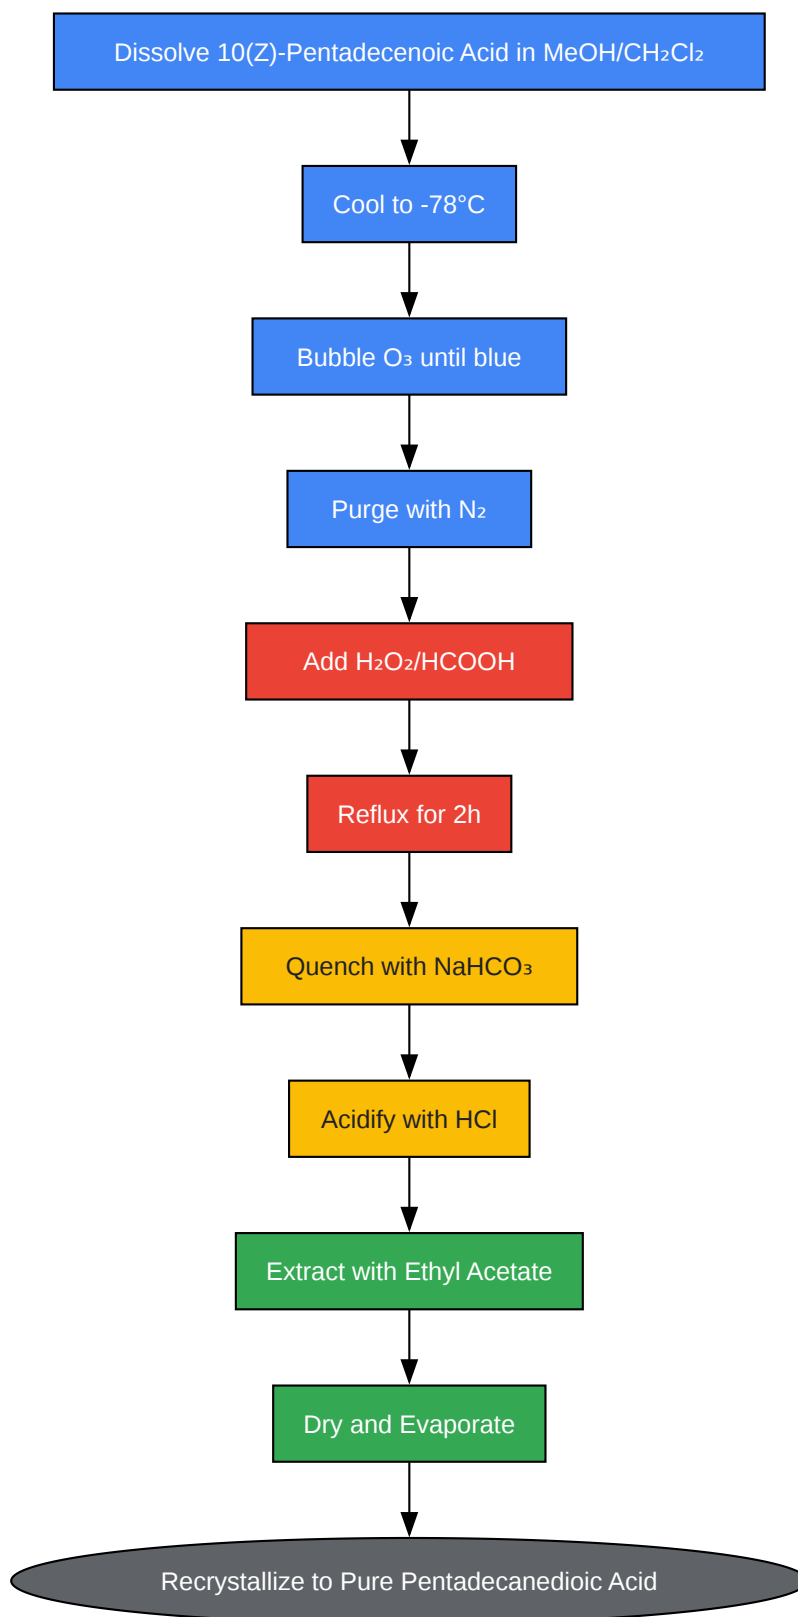 Dissolve 10(Z)-Pentadecenoic Acid in MeOH/CH₂Cl₂
Cool to -78°C
Bubble O₃ until blue
Purge with N₂
Add H₂O₂/HCOOH
Reflux for 2h
Quench with NaHCO₃
Acidify with HCl
Extract with Ethyl Acetate
Dry and Evaporate
Recrystallize to Pure Pentadecanedioic Acid